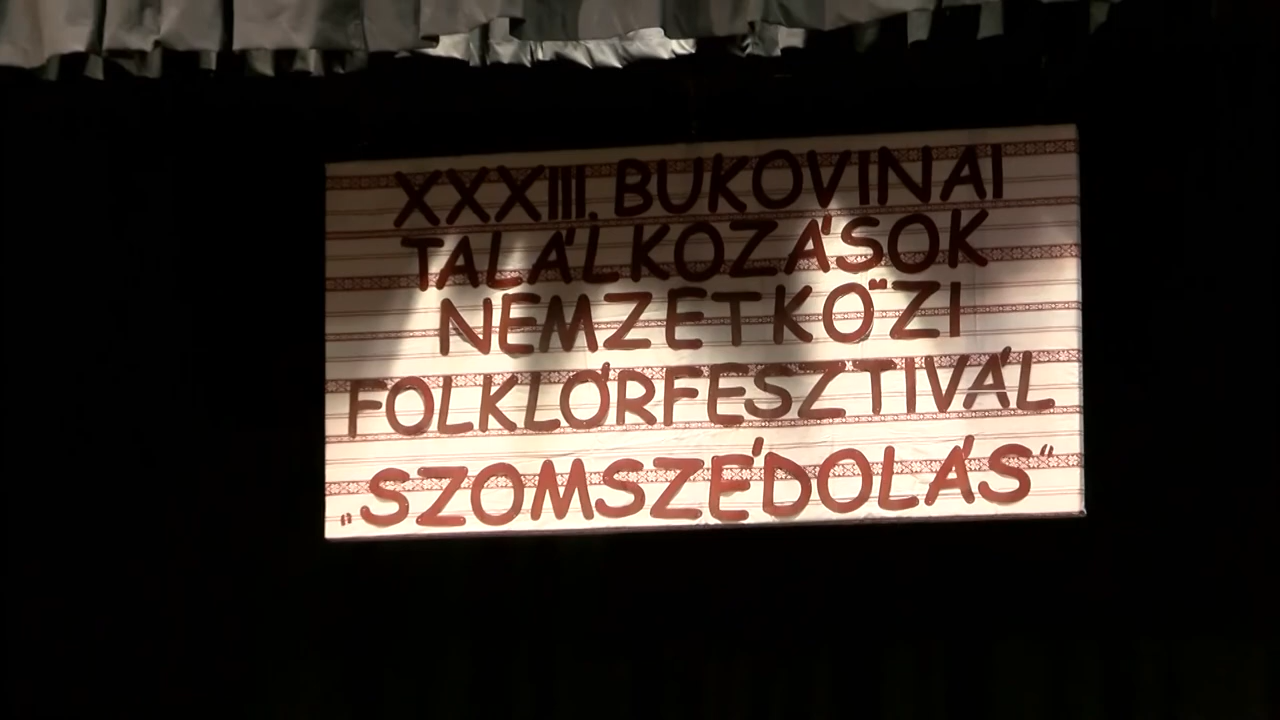 XXXIII. BUKOVINAI
TALÁLKOZÁSOK
NEMZETKÖZI
FOLKLÓRFESZTIVÁL
„SZOMSZÉDOLÁS“